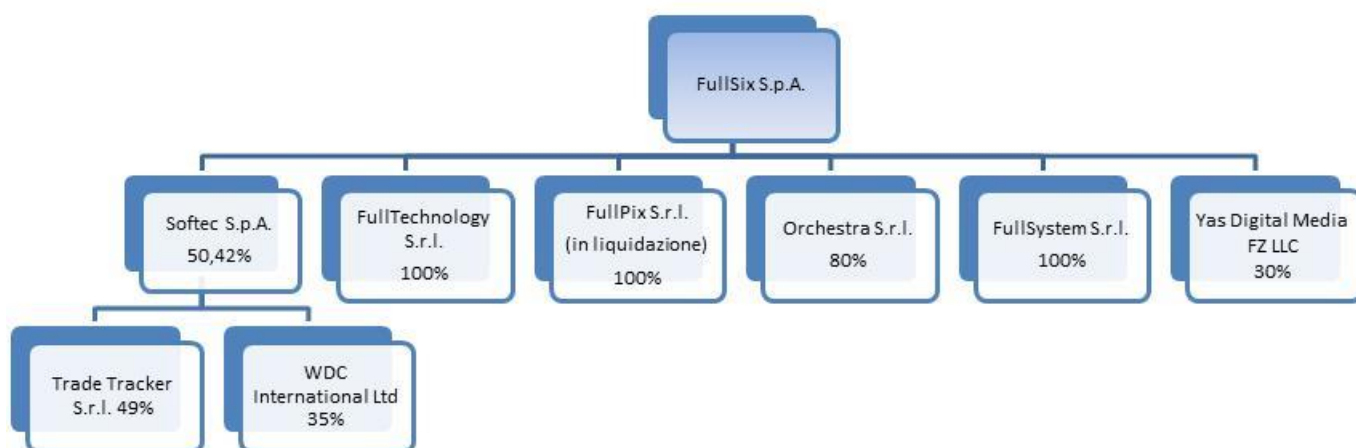 FullSix S.p.A.
Softec S.p.A.
50,42%
FullTechnology
S.r.l.
100%
FullPix S.r.l.
(in liquidazione)
100%
Orchestra S.r.l.
80%
FullSystem S.r.l.
100%
Yas Digital Media
FZ LLC
30%
Trade Tracker
S.r.l. 49%
WDC
International Ltd
35%